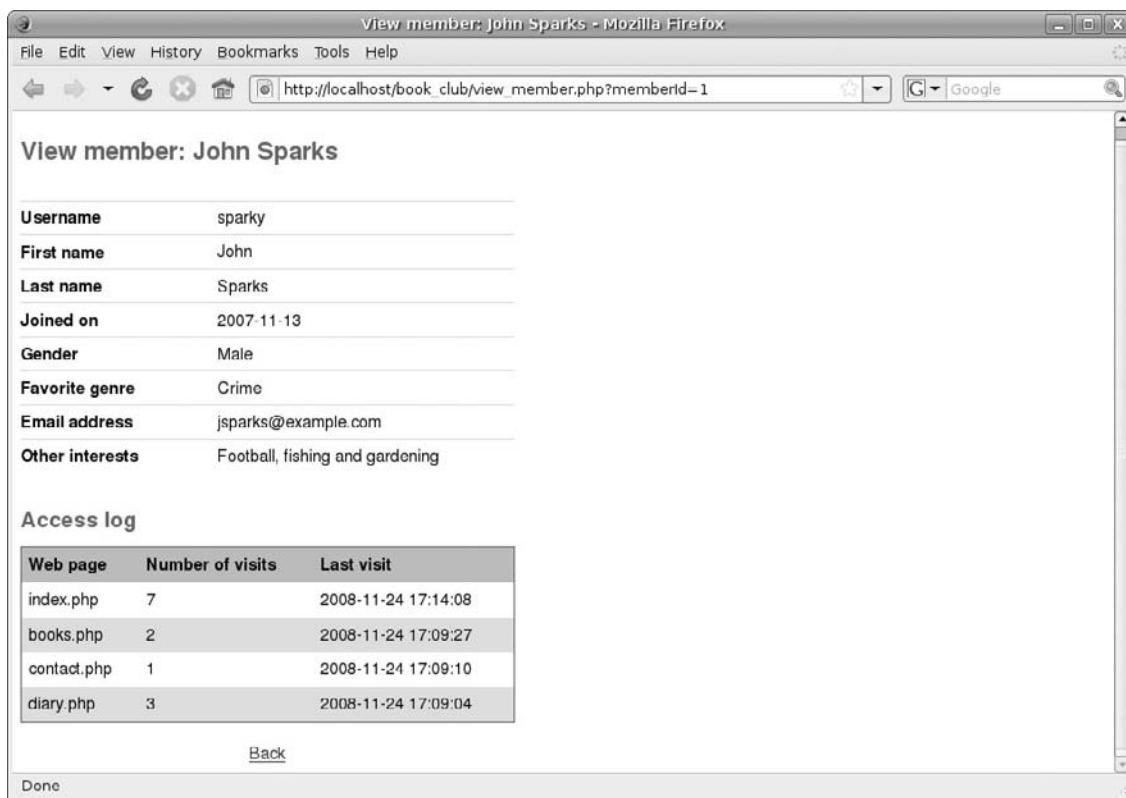 View member: John Sparks - Mozilla Firefox
File Edit View History Bookmarks Tools Help
http://localhost/book_club/view_member.php?memberId=1 G Google
View member: John Sparks
Username sparky
First name John
Last name Sparks
Joined on 2007-11-13
Gender Male
Favorite genre Crime
Email address jsparks@example.com
Other interests Football, fishing and gardening
Access log
Web page Number of visits Last visit
index.php 7 2008-11-24 17:14:08
books.php 2 2008-11-24 17:09:27
contact.php 1 2008-11-24 17:09:10
diary.php 3 2008-11-24 17:09:04
Back
Done